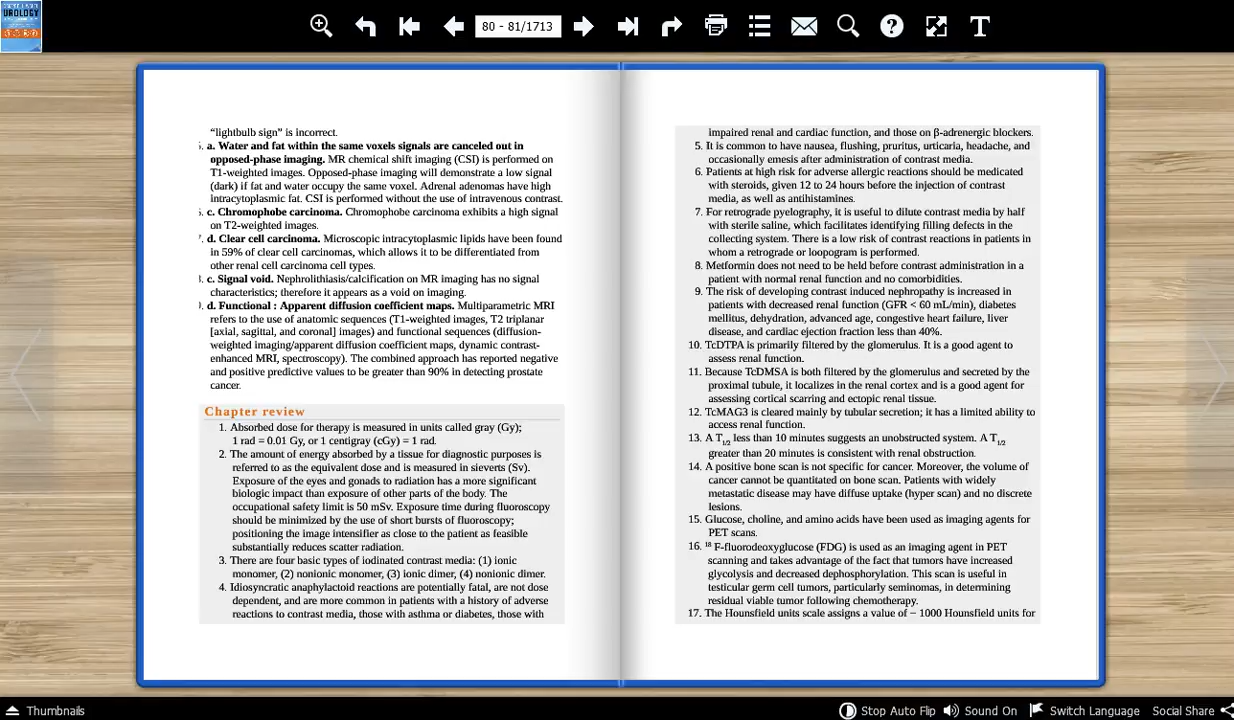 UROLOGY
80 - 81/1713
T
“lightbulb sign” is incorrect.
a. Water and fat within the same voxels signals are canceled out in
opposed-phase imaging. MR chemical shift imaging (CSI) is performed on
T1-weighted images. Opposed-phase imaging will demonstrate a low signal
(dark) if fat and water occupy the same voxel. Adrenal adenomas have high
intracytoplasmic fat. CSI is performed without the use of intravenous contrast.
c. Chromophobe carcinoma. Chromophobe carcinoma exhibits a high signal
on T2-weighted images.
d. Clear cell carcinoma. Microscopic intracytoplasmic lipids have been found
in 59% of clear cell carcinomas, which allows it to be differentiated from
other renal cell carcinoma cell types.
c. Signal void. Nephrolithiasis/calcification on MR imaging has no signal
characteristics; therefore it appears as a void on imaging.
d. Functional : Apparent diffusion coefficient maps. Multiparametric MRI
refers to the use of anatomic sequences (T1-weighted images, T2 triplanar
[axial, sagittal, and coronal] images) and functional sequences (diffusion-
weighted imaging/apparent diffusion coefficient maps, dynamic contrast-
enhanced MRI, spectroscopy). The combined approach has reported negative
and positive predictive values to be greater than 90% in detecting prostate
cancer.
Chapter review
1. Absorbed dose for therapy is measured in units called gray (Gy);
1 rad = 0.01 Gy, or 1 centigray (cGy) = 1 rad.
2. The amount of energy absorbed by a tissue for diagnostic purposes is
referred to as the equivalent dose and is measured in sieverts (Sv).
Exposure of the eyes and gonads to radiation has a more significant
biologic impact than exposure of other parts of the body. The
occupational safety limit is 50 mSv. Exposure time during fluoroscopy
should be minimized by the use of short bursts of fluoroscopy;
positioning the image intensifier as close to the patient as feasible
substantially reduces scatter radiation.
3. There are four basic types of iodinated contrast media: (1) ionic
monomer, (2) nonionic monomer, (3) ionic dimer, (4) nonionic dimer.
4. Idiosyncratic anaphylactoid reactions are potentially fatal, are not dose
dependent, and are more common in patients with a history of adverse
reactions to contrast media, those with asthma or diabetes, those with
impaired renal and cardiac function, and those on β-adrenergic blockers.
5. It is common to have nausea, flushing, pruritus, urticaria, headache, and
occasionally emesis after administration of contrast media.
6. Patients at high risk for adverse allergic reactions should be medicated
with steroids, given 12 to 24 hours before the injection of contrast
media, as well as antihistamines.
7. For retrograde pyelography, it is useful to dilute contrast media by half
with sterile saline, which facilitates identifying filling defects in the
collecting system. There is a low risk of contrast reactions in patients in
whom a retrograde or loopogram is performed.
8. Metformin does not need to be held before contrast administration in a
patient with normal renal function and no comorbidities.
9. The risk of developing contrast induced nephropathy is increased in
patients with decreased renal function (GFR < 60 mL/min), diabetes
mellitus, dehydration, advanced age, congestive heart failure, liver
disease, and cardiac ejection fraction less than 40%.
10. TcDTPA is primarily filtered by the glomerulus. It is a good agent to
assess renal function.
11. Because TcDMSA is both filtered by the glomerulus and secreted by the
proximal tubule, it localizes in the renal cortex and is a good agent for
assessing cortical scarring and ectopic renal tissue.
12. TcMAG3 is cleared mainly by tubular secretion; it has a limited ability to
access renal function.
13. A T1/2 less than 10 minutes suggests an unobstructed system. A T1/2
greater than 20 minutes is consistent with renal obstruction.
14. A positive bone scan is not specific for cancer. Moreover, the volume of
cancer cannot be quantitated on bone scan. Patients with widely
metastatic disease may have diffuse uptake (hyper scan) and no discrete
lesions.
15. Glucose, choline, and amino acids have been used as imaging agents for
PET scans.
16. 18 F-fluorodeoxyglucose (FDG) is used as an imaging agent in PET
scanning and takes advantage of the fact that tumors have increased
glycolysis and decreased dephosphorylation. This scan is useful in
testicular germ cell tumors, particularly seminomas, in determining
residual viable tumor following chemotherapy.
17. The Hounsfield units scale assigns a value of − 1000 Hounsfield units for
Thumbnails
Stop Auto Flip
Sound On
Switch Language
Social Share